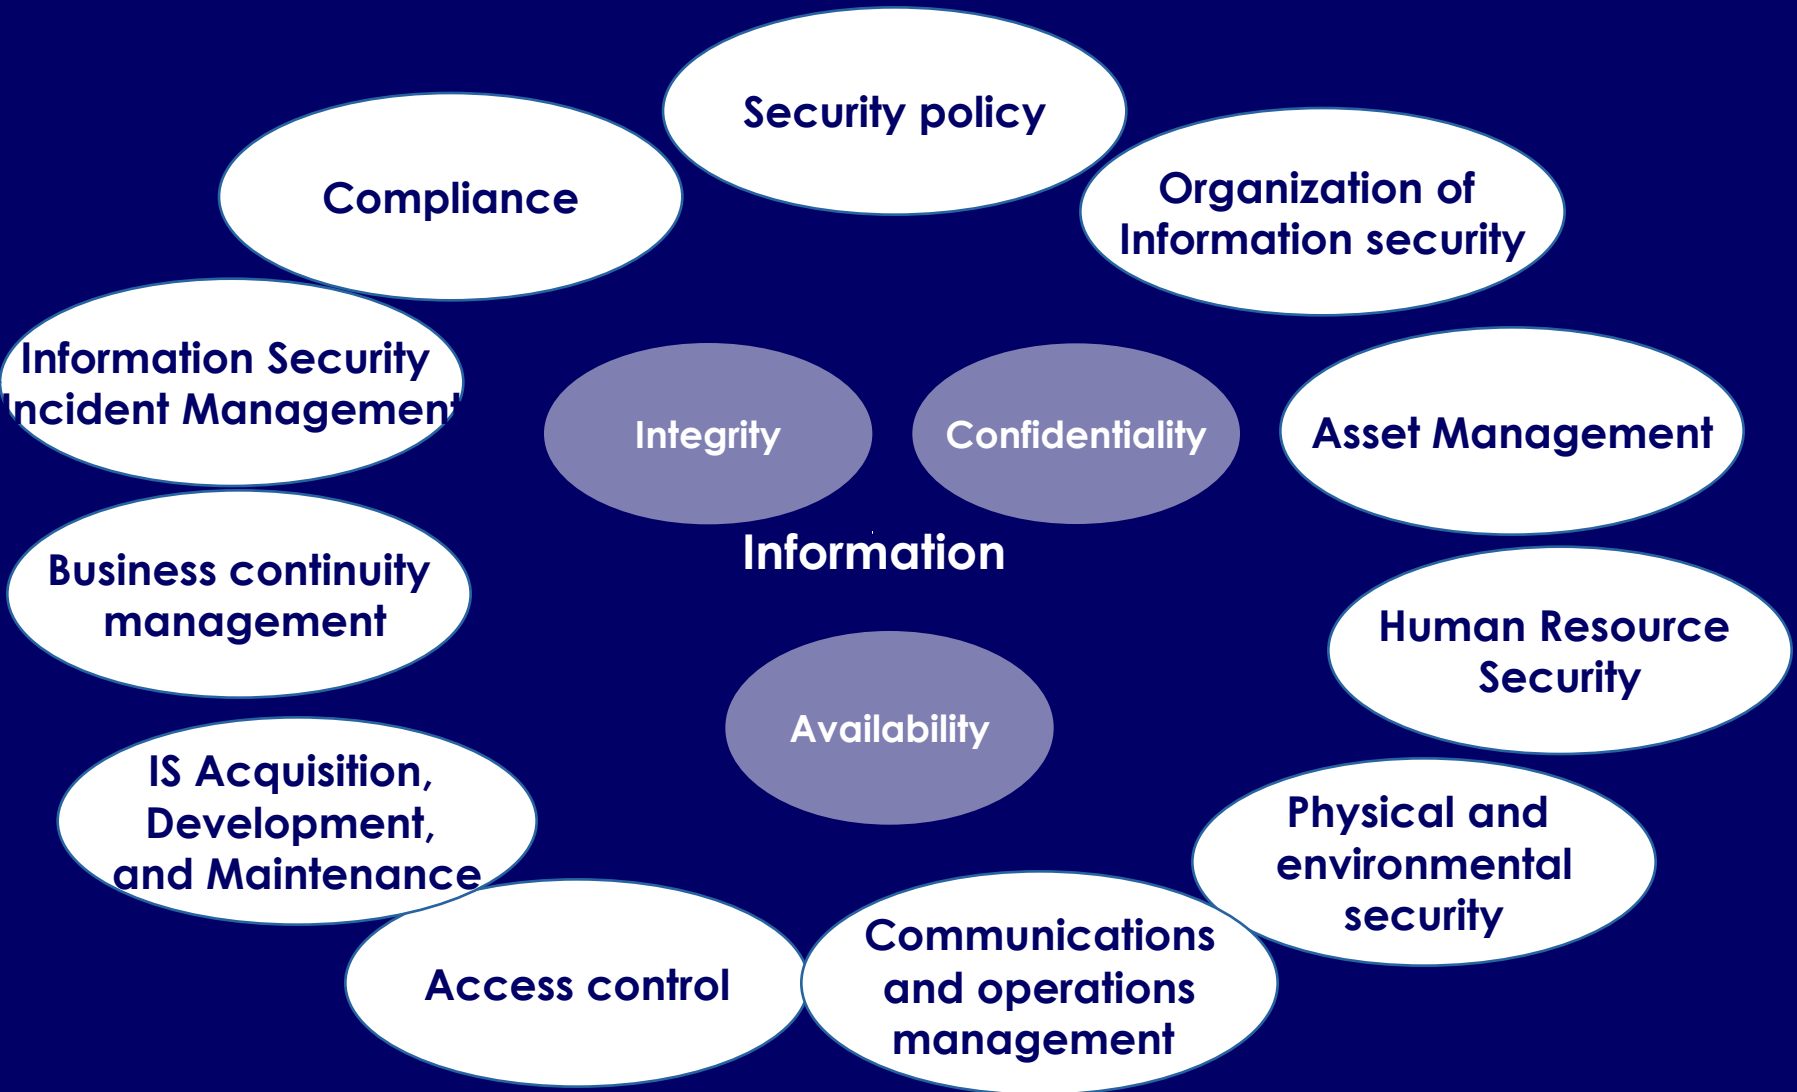 Security policy
Compliance
Organization of
Information security
Information Security
Incident Management
Integrity
Confidentiality
Asset Management
Information
Business continuity
management
Human Resource
Security
Availability
IS Acquisition,
Development,
and Maintenance
Physical and
environmental
security
Access control
Communications
and operations
management